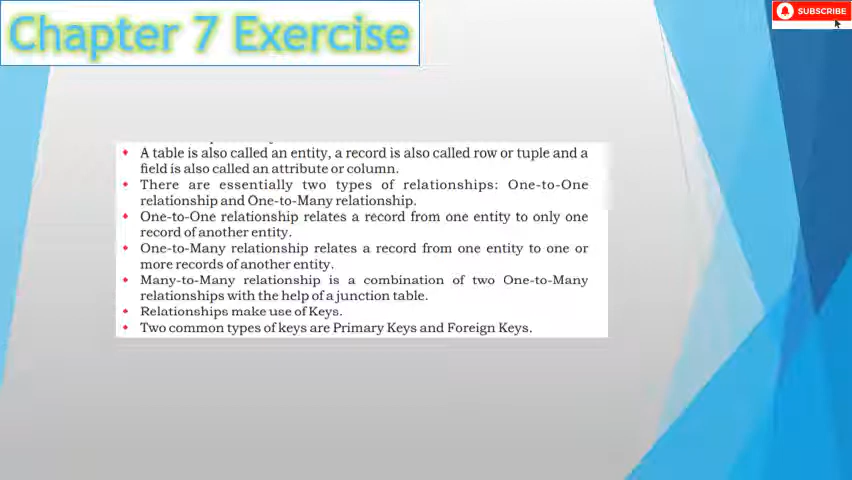 Chapter 7 Exercise
SUBSCRIBE
A table is also called an entity, a record is also called row or tuple and a
field is also called an attribute or column.
There are essentially two types of relationships: One-to-One
relationship and One-to-Many relationship.
One-to-One relationship relates a record from one entity to only one
record of another entity.
One-to-Many relationship relates a record from one entity to one or
more records of another entity.
Many-to-Many relationship is a combination of two One-to-Many
relationships with the help of a junction table.
Relationships make use of Keys.
Two common types of keys are Primary Keys and Foreign Keys.